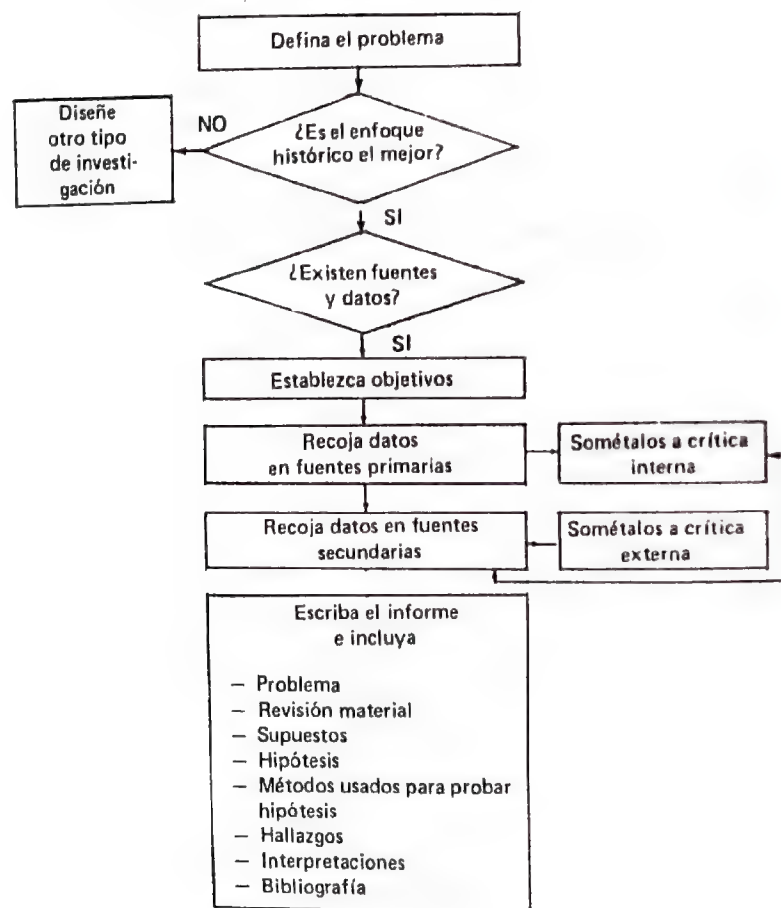 Defina el problema
Diseñe
otro tipo
de investi-
gación
NO
¿Es el enfoque
histórico el mejor?
SI
¿Existen fuentes
y datos?
SI
Establezca objetivos
Recoja datos
en fuentes primarias
Sométalos a crítica
interna
Recoja datos en fuentes
secundarias
Sométalos a crítica
externa
Escriba el informe
e incluya
— Problema
— Revisión material
— Supuestos
— Hipótesis
— Métodos usados para probar
hipótesis
— Hallazgos
— Interpretaciones
— Bibliografía